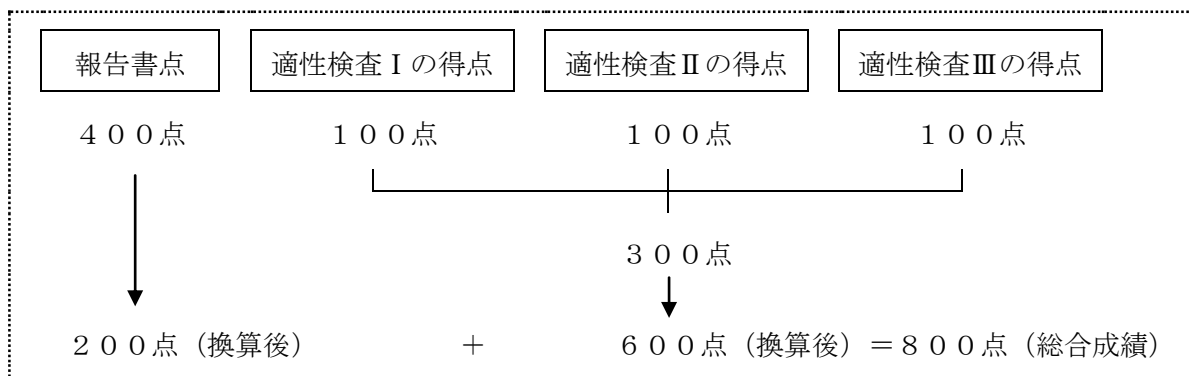 報告書点 適性検査Ⅰの得点 適性検査Ⅱの得点 適性検査Ⅲの得点
４００点 １００点 １００点 １００点
３００点
２００点（換算後） ＋ ６００点（換算後）＝８００点（総合成績）